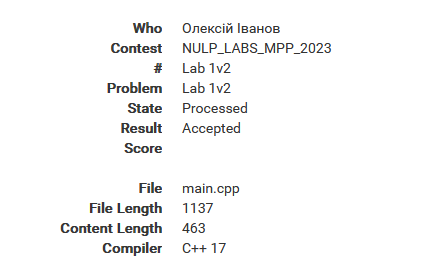 Who Олексій Іванов
Contest NULP_LABS_MPP_2023
# Lab 1v2
Problem Lab 1v2
State Processed
Result Accepted
Score
File main.cpp
File Length 1137
Content Length 463
Compiler C++ 17